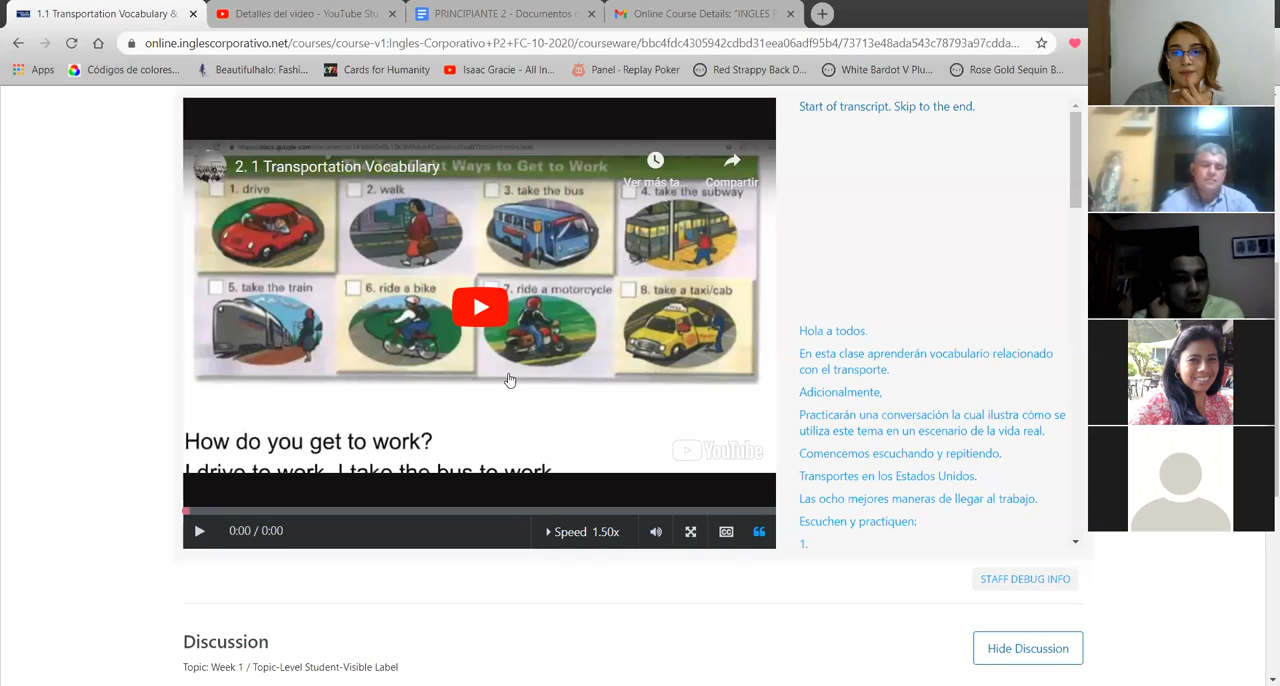 1.1 Transportation Vocabulary &
Detalles del video - YouTube Stu
PRINCIPIANTE 2 - Documentos
Online Course Details: "INGLES P
online.inglescorporativo.net/courses/course-v1:Ingles-Corporativo+P2+FC-10-2020/courseware/bbc4fdc4305942cdbd31eea06adf95b4/73713e48ada543c78793a97cdda...
Apps
Códigos de colores...
Beautifulhalo: Fashi...
Cards for Humanity
Isaac Gracie - All In...
Panel · Replay Poker
Red Strappy Back D...
White Bardot V Plu...
Rose Gold Sequin B...
2. 1 Transportation Vocabulary
Ways to Get to Work
Ver más ta...
Compartir
1. drive
2. walk
3. take the bus
4. take the subway
5. take the train
6. ride a bike
7. ride a motorcycle
8. take a taxi/cab
How do you get to work?
I drive to work. I take the bus to work.
YouTube
0:00 / 0:00
Speed 1.50x
CC
Start of transcript. Skip to the end.
Hola a todos.
En esta clase aprenderán vocabulario relacionado
con el transporte.
Adicionalmente,
Practicarán una conversación la cual ilustra cómo se
utiliza este tema en un escenario de la vida real.
Comencemos escuchando y repitiendo.
Transportes en los Estados Unidos.
Las ocho mejores maneras de llegar al trabajo.
Escuchen y practiquen:
1.
STAFF DEBUG INFO
Discussion
Topic: Week 1 / Topic-Level Student-Visible Label
Hide Discussion